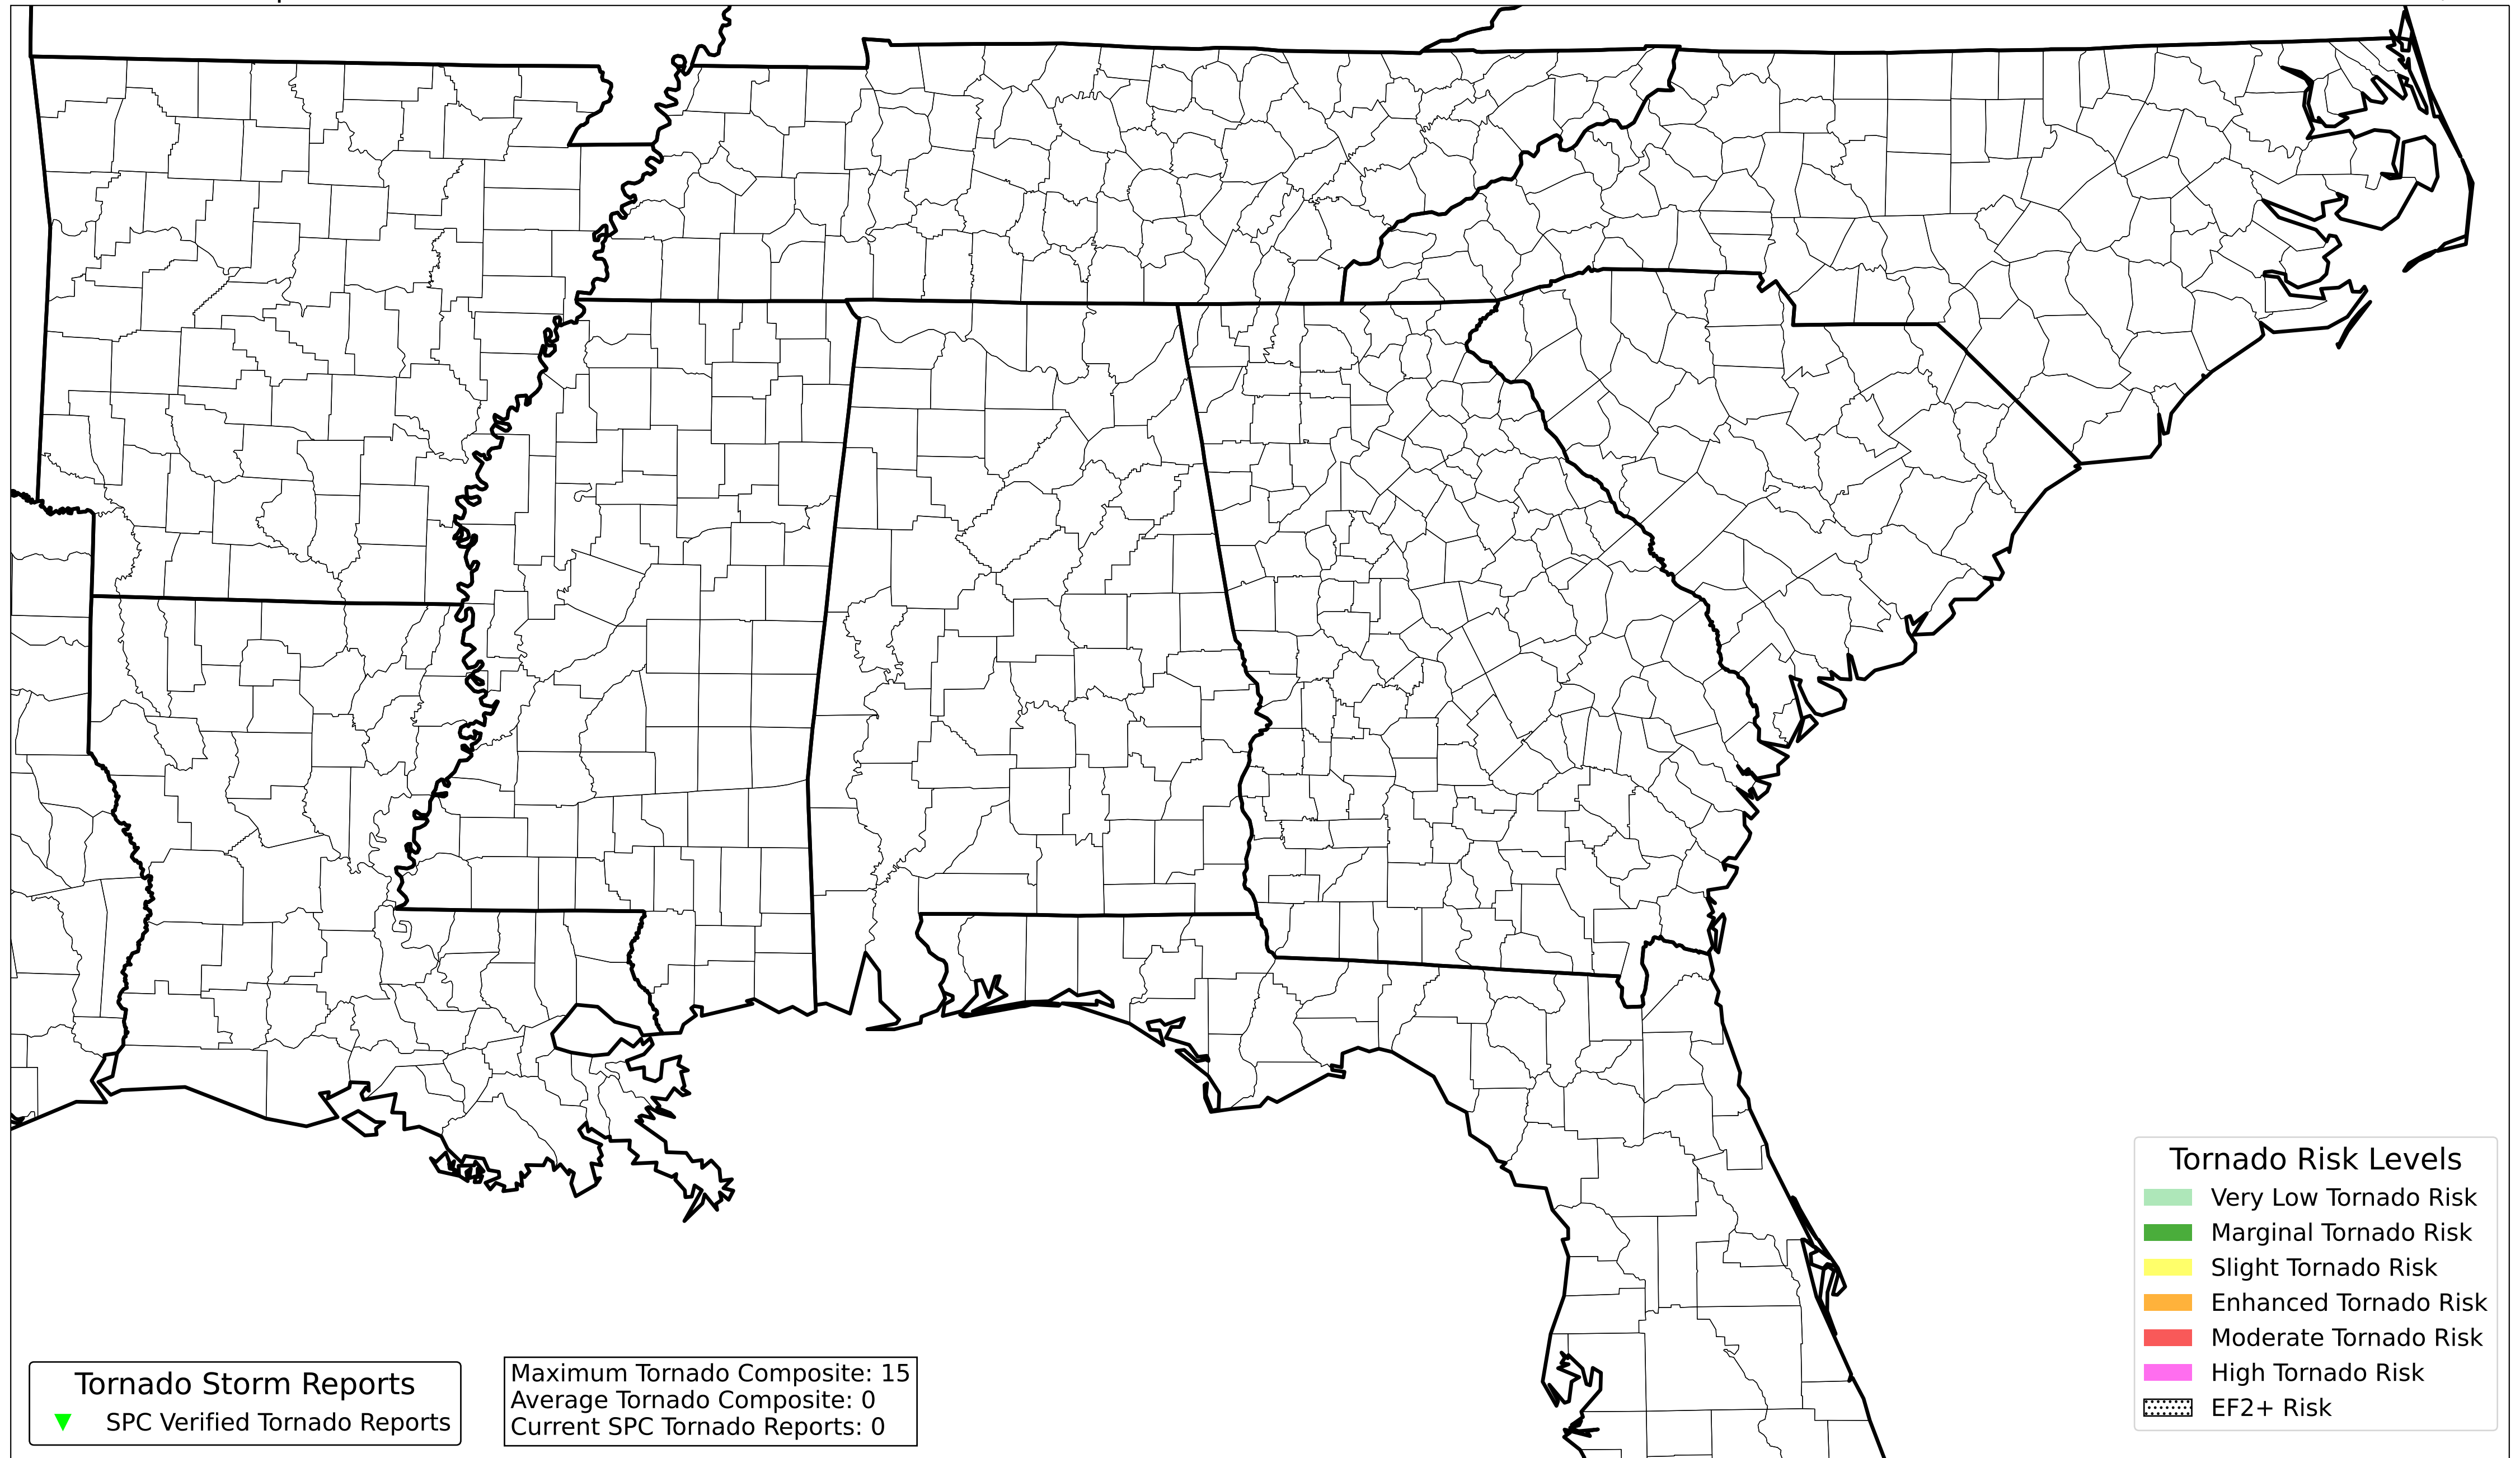 Tornado Risk Levels
Very Low Tornado Risk
Marginal Tornado Risk
Slight Tornado Risk
Enhanced Tornado Risk
Moderate Tornado Risk
High Tornado Risk
EF2+ Risk
Tornado Storm Reports
SPC Verified Tornado Reports
Maximum Tornado Composite: 15
Average Tornado Composite: 0
Current SPC Tornado Reports: 0